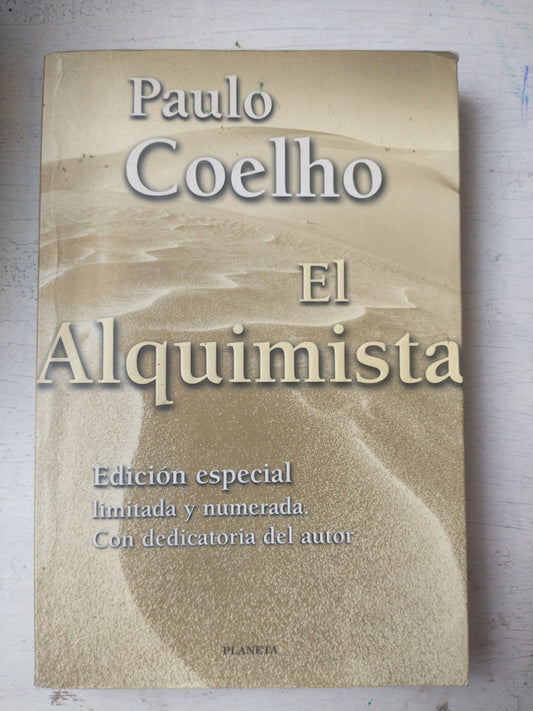 Paulo
Coelho
El
Alquimista
Edición especial
limitada y numerada.
Con dedicatoria del autor
PLANETA